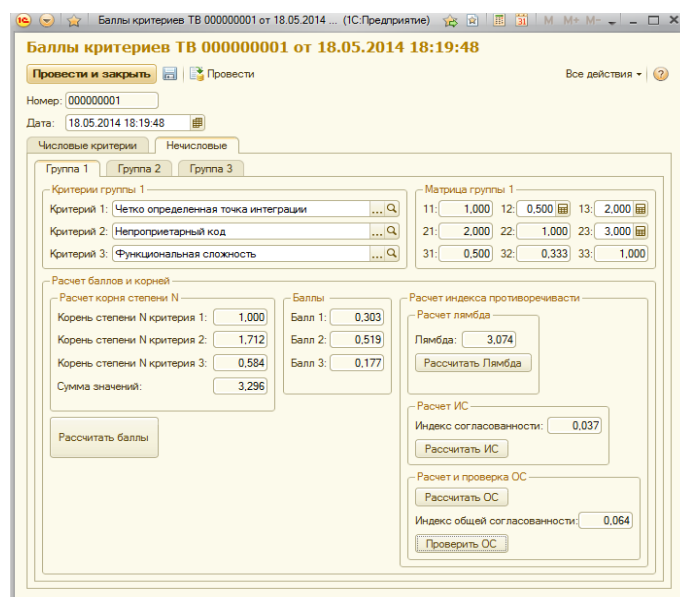 Баллы критериев ТВ 000000001 от 18.05.2014 ... (1С:Предприятие) M M+ M-
Баллы критериев ТВ 000000001 от 18.05.2014 18:19:48
Провести и закрыть Провести Все действия
Номер: 000000001
Дата: 18.05.2014 18:19:48
Числовые критерии Нечисловые
Группа 1 Группа 2 Группа 3
Критерии группы 1
Критерий 1: Четко определенная точка интеграции ...
Критерий 2: Непроприетарный код ...
Критерий 3: Функциональная сложность ...
Матрица группы 1
11: 1,000 12: 0,500 13: 2,000
21: 2,000 22: 1,000 23: 3,000
31: 0,500 32: 0,333 33: 1,000
Расчет баллов и корней
Расчет корня степени N
Корень степени N критерия 1: 1,000
Корень степени N критерия 2: 1,712
Корень степени N критерия 3: 0,584
Сумма значений: 3,296
Рассчитать баллы
Баллы
Балл 1: 0,303
Балл 2: 0,519
Балл 3: 0,177
Расчет индекса противоречивасти
Расчет лямбда
Лямбда: 3,074
Рассчитать Лямбда
Расчет ИС
Индекс согласованности: 0,037
Рассчитать ИС
Расчет и проверка ОС
Рассчитать ОС
Индекс общей согласованности: 0,064
Проверить ОС